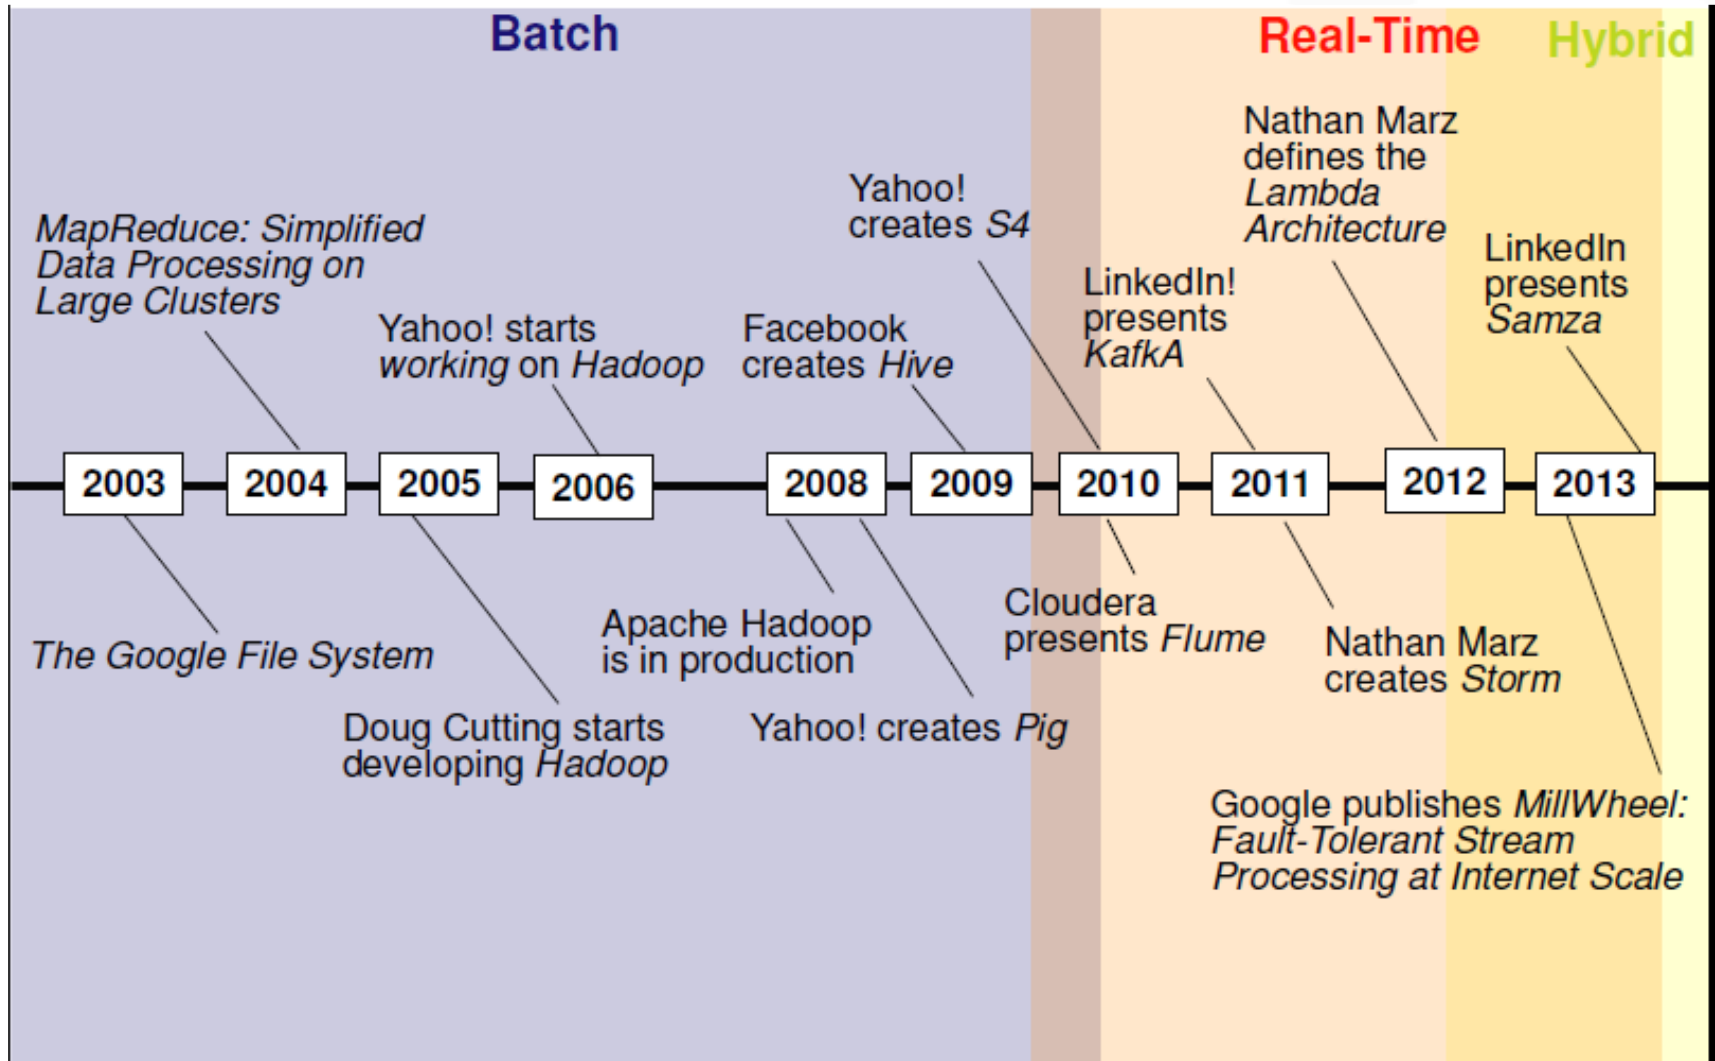 Batch
Real-Time
Hybrid
MapReduce: Simplified
Data Processing on
Large Clusters
Yahoo! starts
working on Hadoop
Facebook
creates Hive
Yahoo!
creates S4
LinkedIn!
presents
KafkA
Nathan Marz
defines the
Lambda
Architecture
LinkedIn
presents
Samza
2003
2004
2005
2006
2008
2009
2010
2011
2012
2013
The Google File System
Doug Cutting starts
developing Hadoop
Apache Hadoop
is in production
Yahoo! creates Pig
Cloudera
presents Flume
Nathan Marz
creates Storm
Google publishes MillWheel:
Fault-Tolerant Stream
Processing at Internet Scale